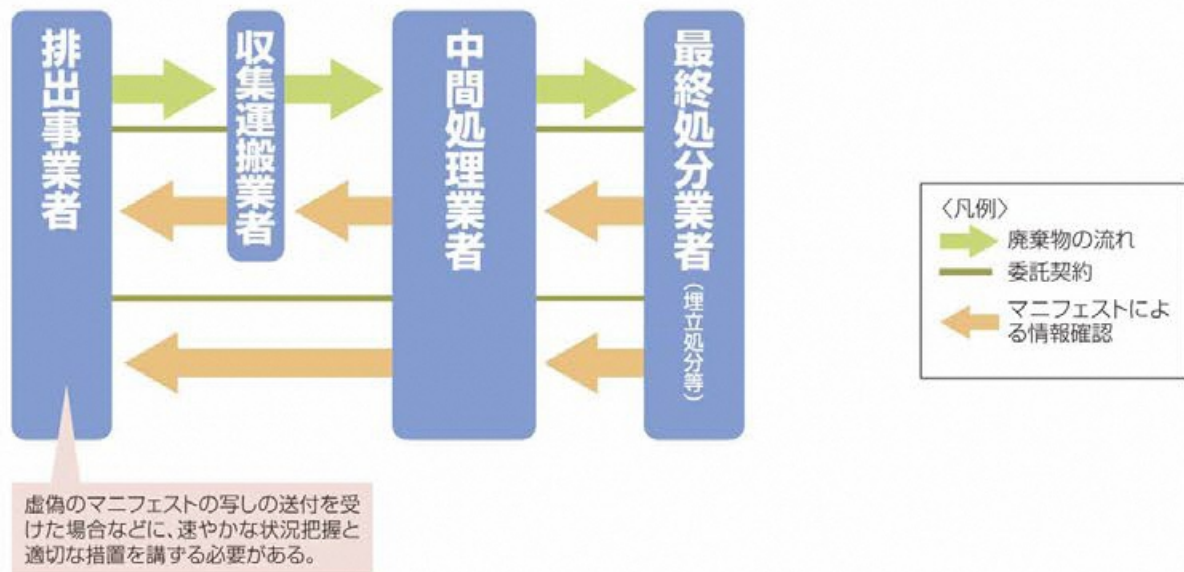 排出事業者
収集運搬業者
中間処理業者
最終処分業者(埋立処分等)
〈凡例〉
廃棄物の流れ
委託契約
マニフェストによ
る情報確認
虚偽のマニフェストの写しの送付を受
けた場合などに、速やかな状況把握と
適切な措置を講ずる必要がある。